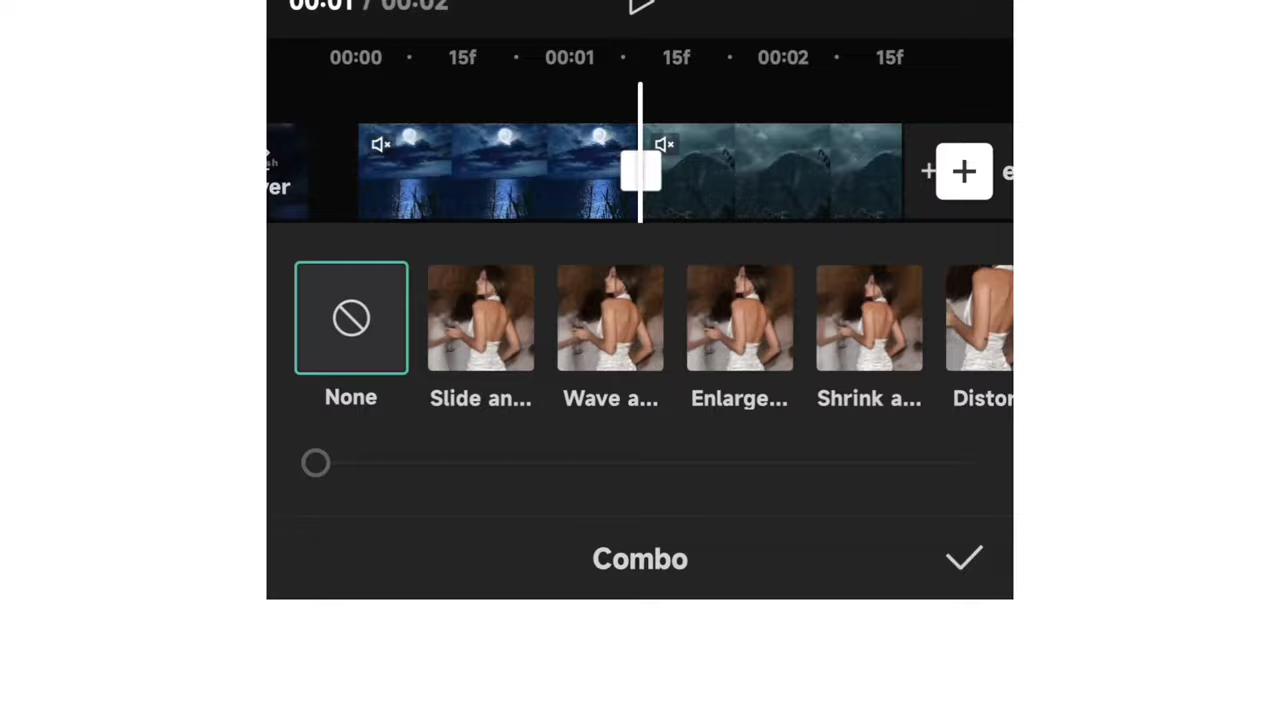 00:01 / 00:02
00:00 · 15f · 00:01 · 15f · 00:02 · 15f
ver
+ + e
None
Slide an...
Wave a...
Enlarge...
Shrink a...
Distor
Combo